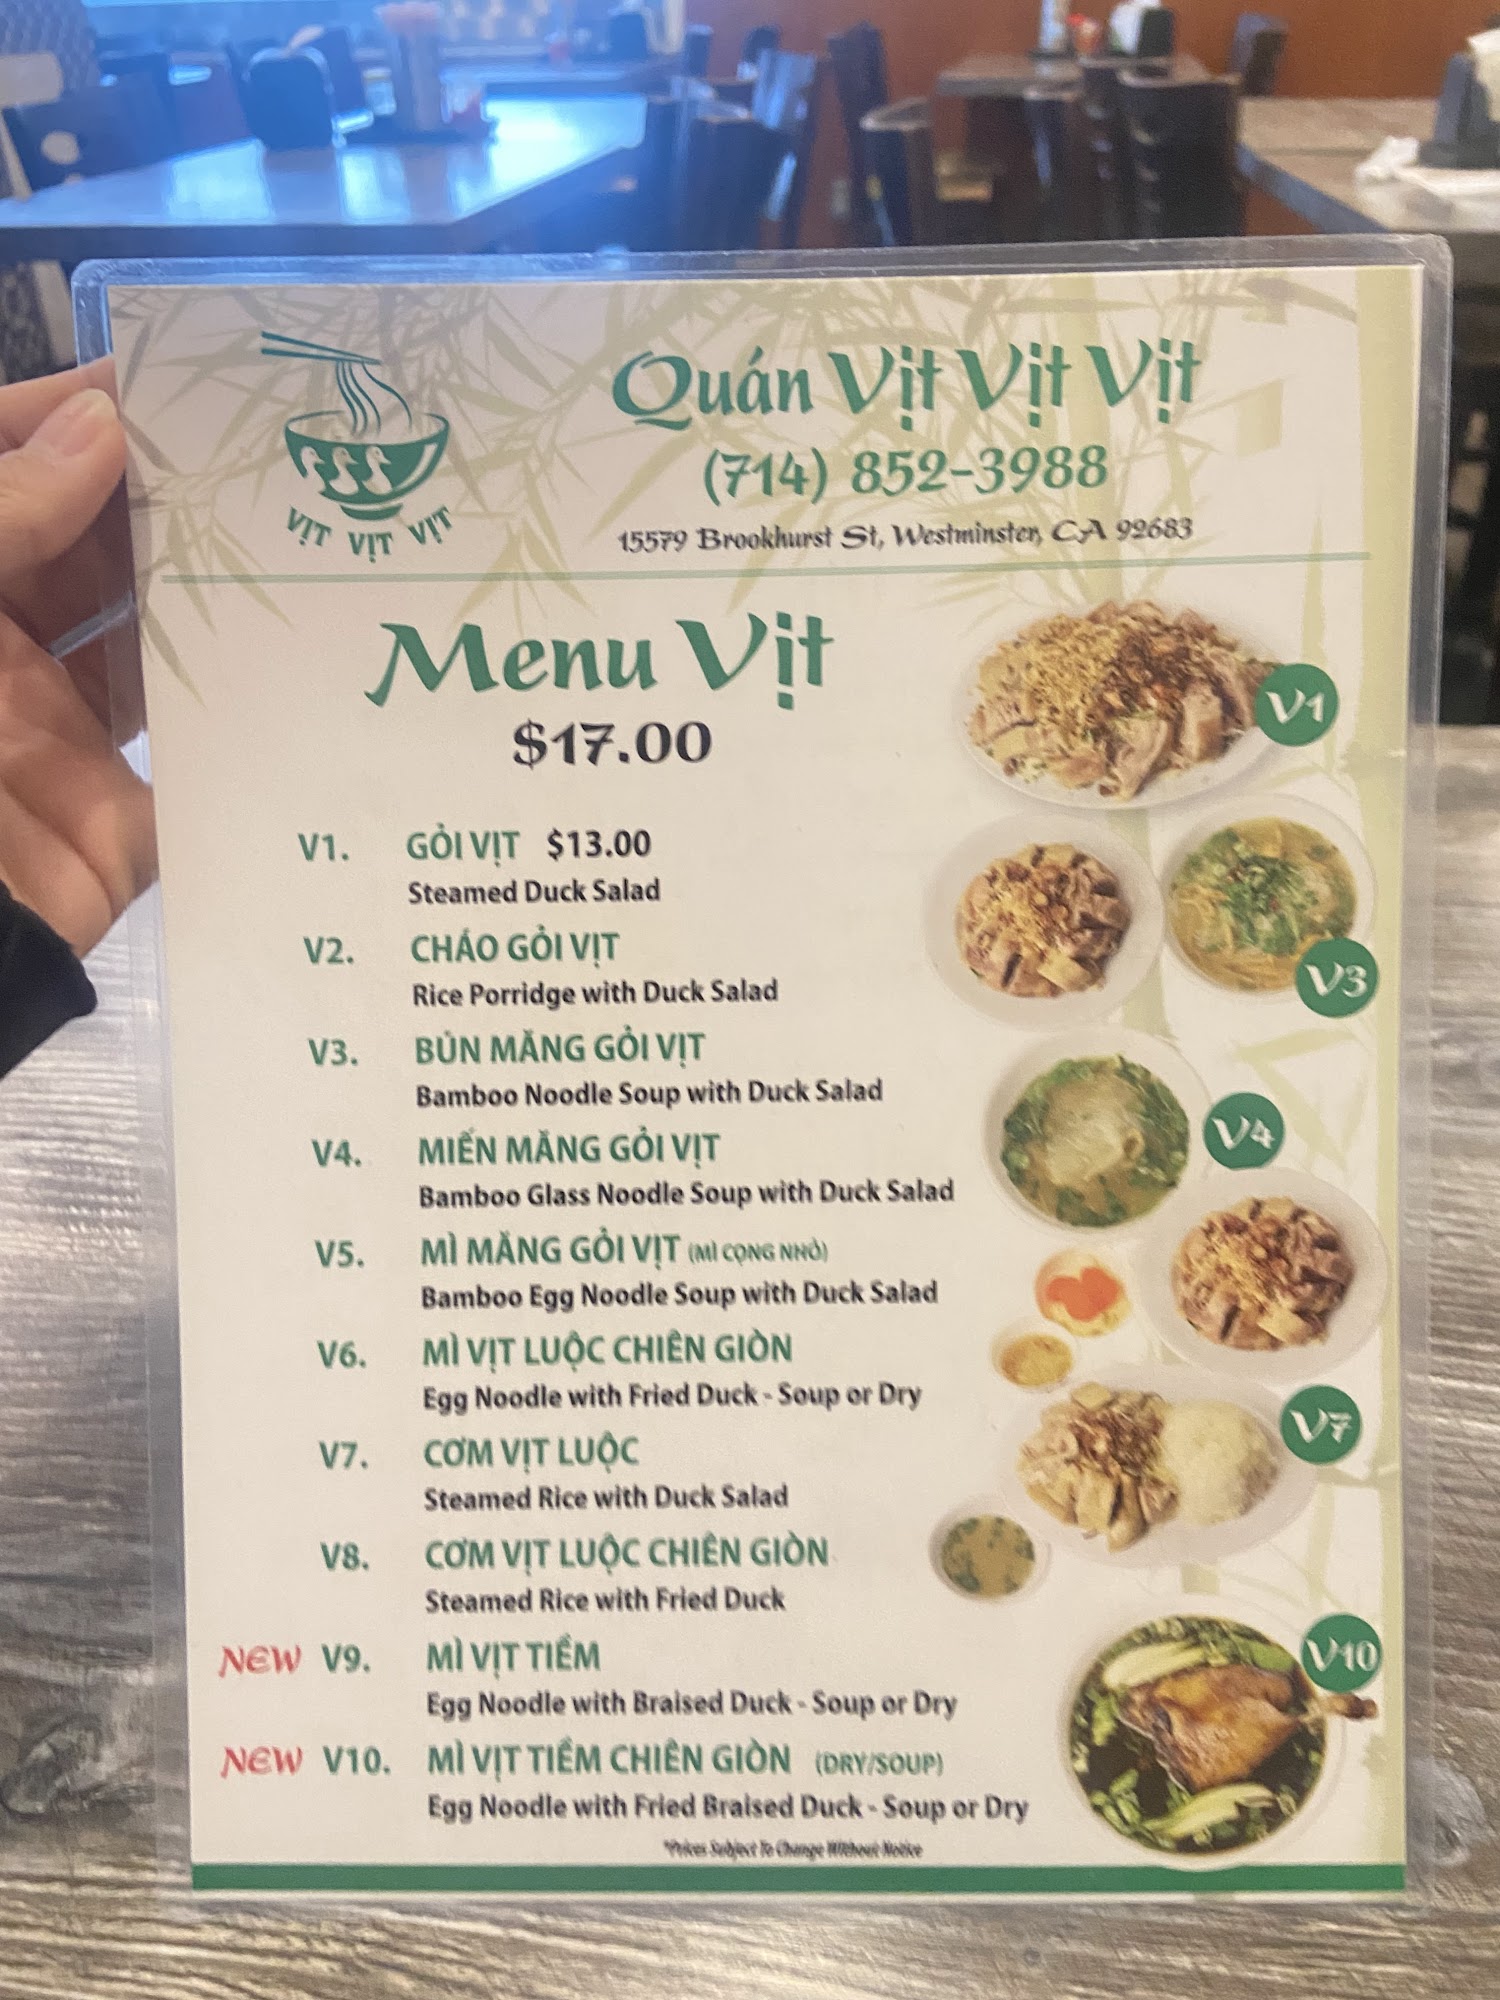 VỊT VỊT VỊT
Quán Vịt Vịt Vịt
(714) 852-3988
15579 Brookhurst St, Westminster, CA 92683
Menu Vịt
$17.00
V1. GỎI VỊT $13.00
Steamed Duck Salad
V2. CHÁO GỎI VỊT
Rice Porridge with Duck Salad
V3. BÚN MĂNG GỎI VỊT
Bamboo Noodle Soup with Duck Salad
V4. MIẾN MĂNG GỎI VỊT
Bamboo Glass Noodle Soup with Duck Salad
V5. MÌ MĂNG GỎI VỊT (MÌ CỌNG NHỎ)
Bamboo Egg Noodle Soup with Duck Salad
V6. MÌ VỊT LUỘC CHIÊN GIÒN
Egg Noodle with Fried Duck - Soup or Dry
V7. CƠM VỊT LUỘC
Steamed Rice with Duck Salad
V8. CƠM VỊT LUỘC CHIÊN GIÒN
Steamed Rice with Fried Duck
NEW V9. MÌ VỊT TIỀM
Egg Noodle with Braised Duck - Soup or Dry
NEW V10. MÌ VỊT TIỀM CHIÊN GIÒN (DRY/SOUP)
Egg Noodle with Fried Braised Duck - Soup or Dry
*Prices Subject To Change Without Notice
V1
V3
V4
V7
V10